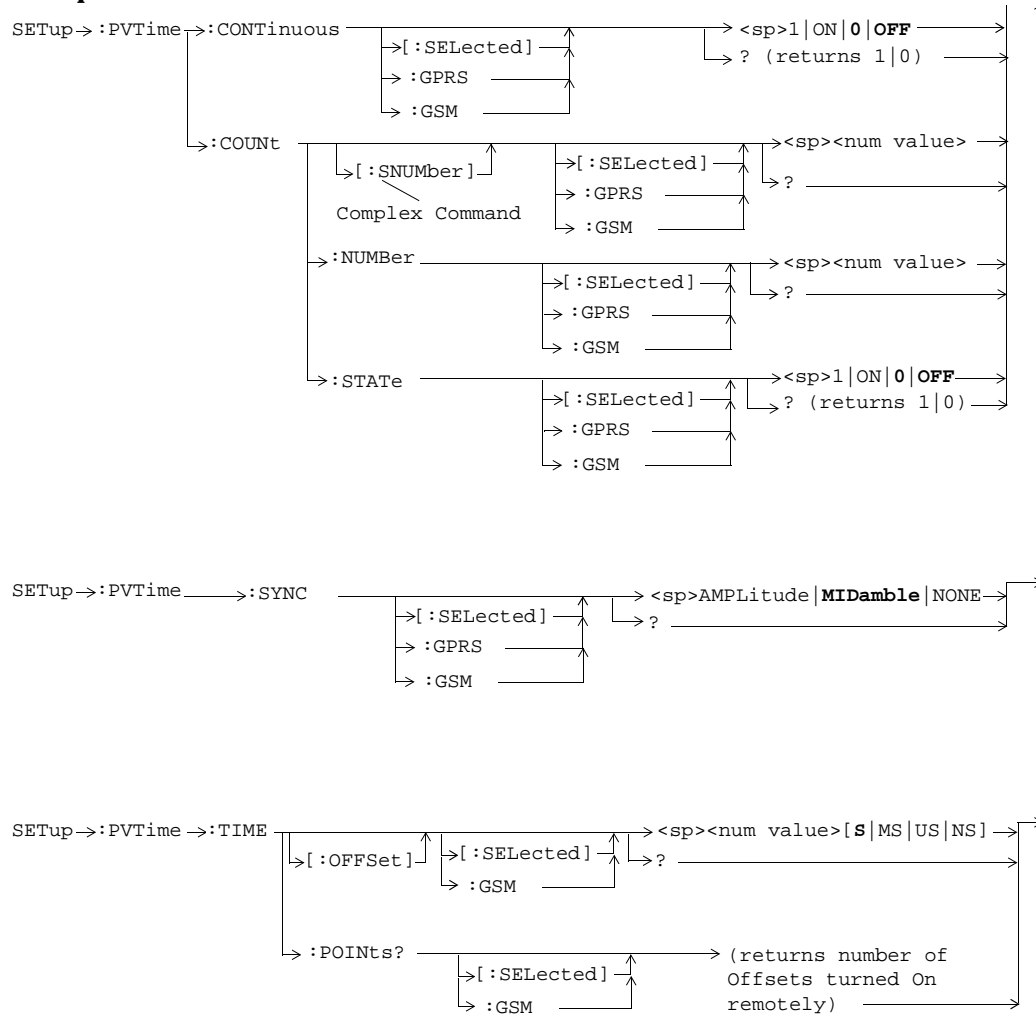 SETup :PVTime :CONTinuous <sp>1|ON|0|OFF
[:SELected] ? (returns 1|0)
:GPRS
:GSM
:COUNt <sp><num value>
[:SNUMber] [:SELected] ?
:GPRS
Complex Command
:GSM
:NUMBer <sp><num value>
[:SELected] ?
:GPRS
:GSM
:STATe <sp>1|ON|0|OFF
[:SELected] ? (returns 1|0)
:GPRS
:GSM
SETup :PVTime :SYNC <sp>AMPLitude|MIDamble|NONE
[:SELected] ?
:GPRS
:GSM
SETup :PVTime :TIME <sp><num value>[S|MS|US|NS]
[:OFFSet] [:SELected] ?
:GSM
:POINts? (returns number of
[:SELected] Offsets turned On
:GSM remotely)